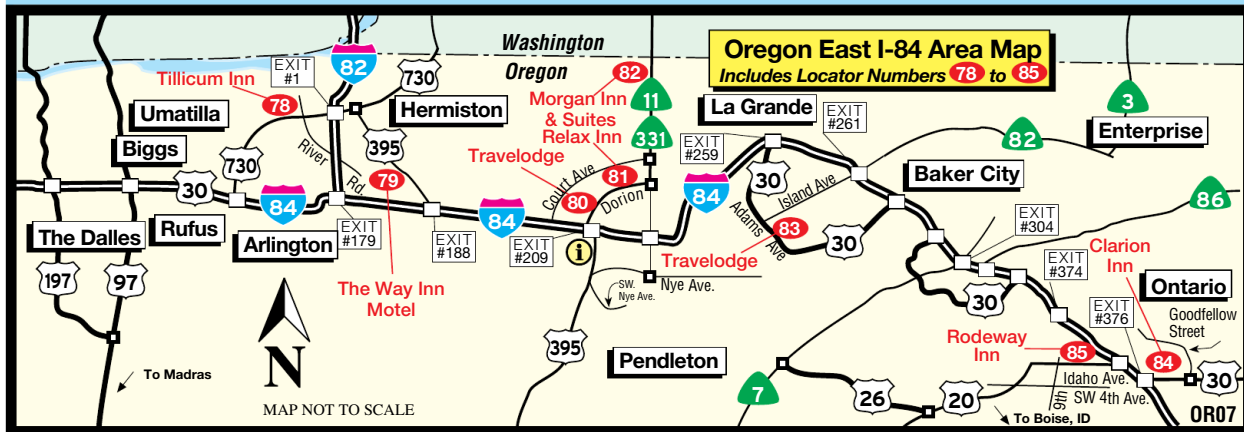 Washington
Oregon
Oregon East I-84 Area Map
Includes Locator Numbers 78 to 85
EXIT
#1
82
730
Tillicum Inn
78
Umatilla
Hermiston
Biggs
730
River
Rd.
395
79
82
Morgan Inn
& Suites
Relax Inn
11
331
Travelodge
Court Ave
81
80
Dorion
La Grande
EXIT
#259
EXIT
#261
82
3
Enterprise
Baker City
86
30
Island Ave
Adams Ave
83
30
Travelodge
84
30
84
Rufus
The Dalles
Arlington
EXIT
#179
84
EXIT
#188
EXIT
#209
i
197
97
The Way Inn
Motel
SW.
Nye Ave.
Nye Ave.
EXIT
#304
EXIT
#374
Clarion
Inn
Ontario
EXIT
#376
Goodfellow
Street
30
Rodeway
Inn
85
84
N
395
Pendleton
To Madras
MAP NOT TO SCALE
7
26
20
9th
Idaho Ave.
SW 4th Ave.
30
To Boise, ID
OR07